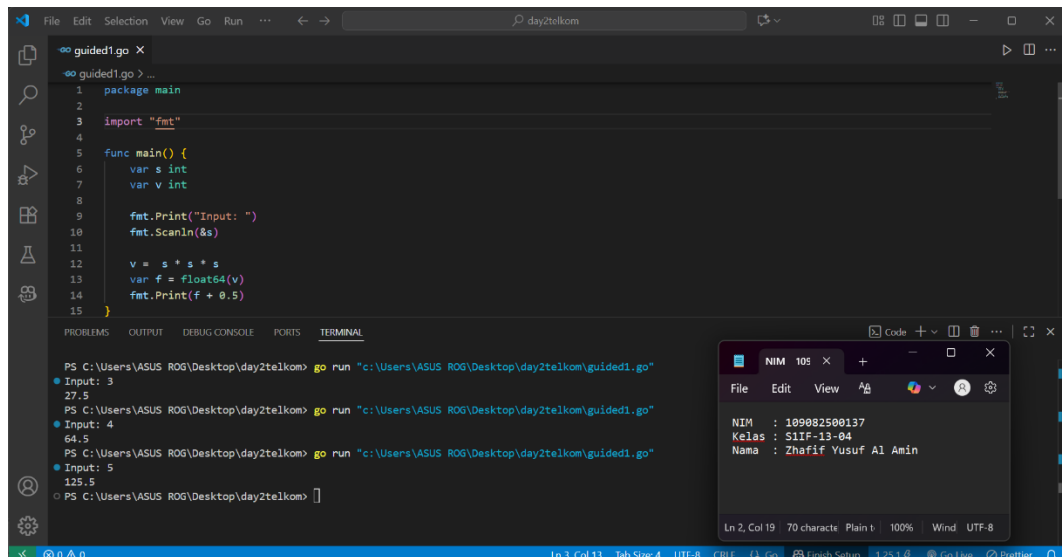 File Edit Selection View Go Run ··· ← → day2telkom
guided1.go ×
guided1.go > ...
1 package main
2
3 import "fmt"
4
5 func main() {
6 var s int
7 var v int
8
9 fmt.Print("Input: ")
10 fmt.Scanln(&s)
11
12 v =  s * s * s
13 var f = float64(v)
14 fmt.Print(f + 0.5)
15 }
PROBLEMS OUTPUT DEBUG CONSOLE PORTS TERMINAL
Code
PS C:\Users\ASUS ROG\Desktop\day2telkom> go run "c:\Users\ASUS ROG\Desktop\day2telkom\guided1.go"
Input: 3
27.5
PS C:\Users\ASUS ROG\Desktop\day2telkom> go run "c:\Users\ASUS ROG\Desktop\day2telkom\guided1.go"
Input: 4
64.5
PS C:\Users\ASUS ROG\Desktop\day2telkom> go run "c:\Users\ASUS ROG\Desktop\day2telkom\guided1.go"
Input: 5
125.5
PS C:\Users\ASUS ROG\Desktop\day2telkom>
NIM 109 × +
File Edit View
NIM : 109082500137
Kelas : S1IF-13-04
Nama : Zhafif Yusuf Al Amin
Ln 2, Col 19 70 characte Plain t 100% Wind UTF-8
0 0 Ln 3, Col 13 Tab Size: 4 UTF-8 CRLF Go Finish Setup 1.25.1 Go Live Prettier